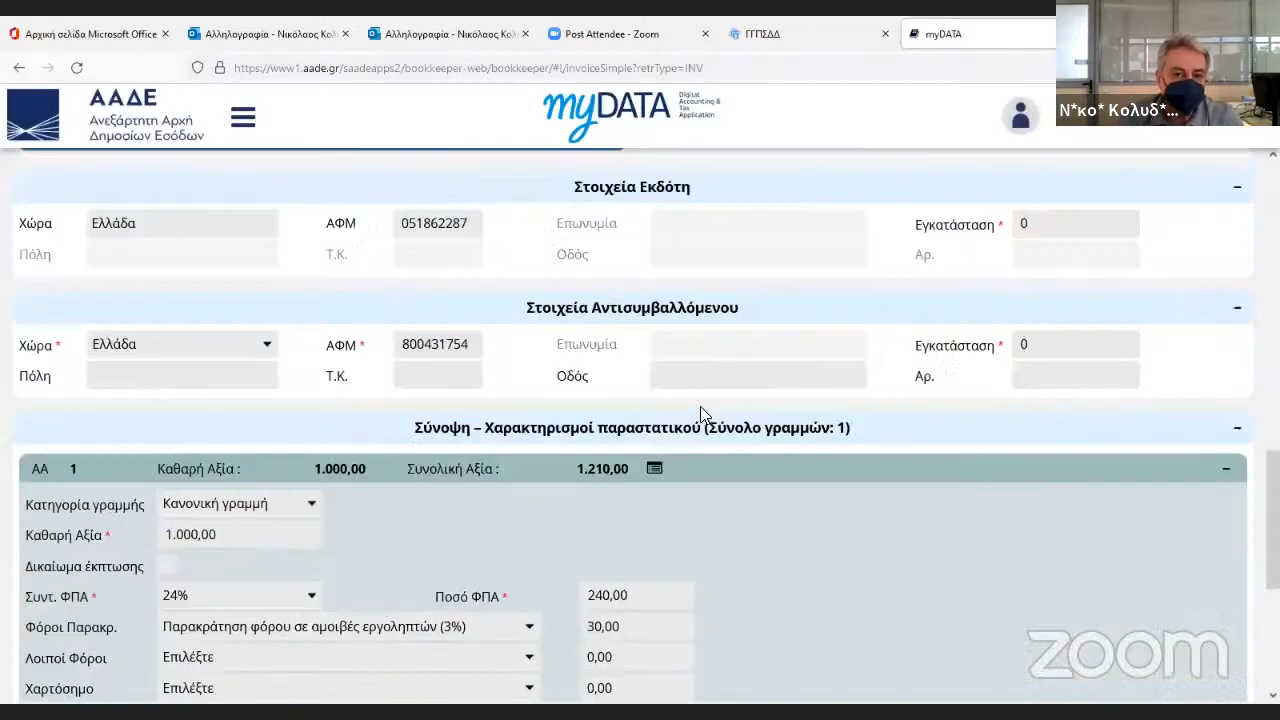 Αρχική σελίδα Microsoft Office
Αλληλογραφία - Νικόλαος Κολ
Αλληλογραφία - Νικόλαος Κολ
Post Attendee - Zoom
ΓΓΠΣΔΔ
myDATA
https://www1.aade.gr/saadeapps2/bookkeeper-web/bookkeeper/#!/invoiceSimple?retrType=INV
ΑΑΔΕ
Ανεξάρτητη Αρχή
Δημοσίων Εσόδων
myDATA
Digital
Accounting &
Tax
Application
Ν*κο* Κολυδ*...
Στοιχεία Εκδότη –
Χώρα Ελλάδα ΑΦΜ 051862287 Επωνυμία Εγκατάσταση * 0
Πόλη Τ.Κ. Οδός Αρ.
Στοιχεία Αντισυμβαλλόμενου –
Χώρα * Ελλάδα ΑΦΜ * 800431754 Επωνυμία Εγκατάσταση * 0
Πόλη Τ.Κ. Οδός Αρ.
Σύνοψη – Χαρακτηρισμοί παραστατικού (Σύνολο γραμμών: 1) –
ΑΑ 1 Καθαρή Αξία : 1.000,00 Συνολική Αξία : 1.210,00 –
Κατηγορία γραμμής Κανονική γραμμή
Καθαρή Αξία * 1.000,00
Δικαίωμα έκπτωσης
Συντ. ΦΠΑ * 24% Ποσό ΦΠΑ * 240,00
Φόροι Παρακρ. Παρακράτηση φόρου σε αμοιβές εργοληπτών (3%) 30,00
Λοιποί Φόροι Επιλέξτε 0,00
Χαρτόσημο Επιλέξτε 0,00
zoom